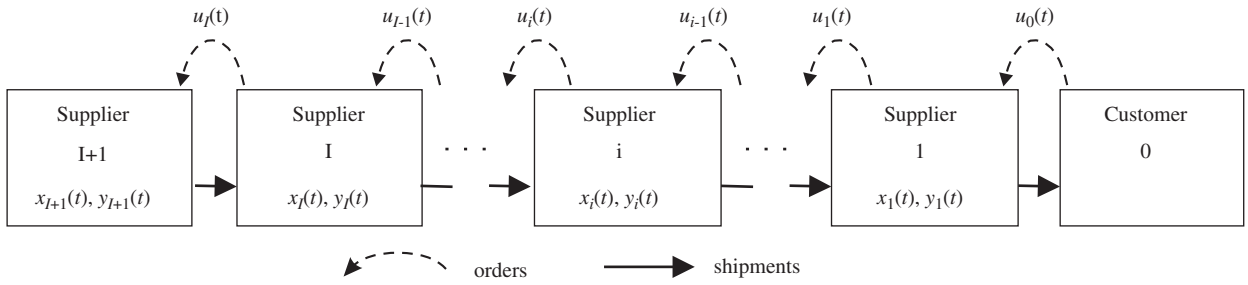 u_I(t) u_{I-1}(t) u_i(t) u_{i-1}(t) u_1(t) u_0(t)
Supplier Supplier Supplier Supplier Customer
I+1 I . . . i . . . 1 0
x_{I+1}(t), y_{I+1}(t) x_I(t), y_I(t) x_i(t), y_i(t) x_1(t), y_1(t)
orders shipments